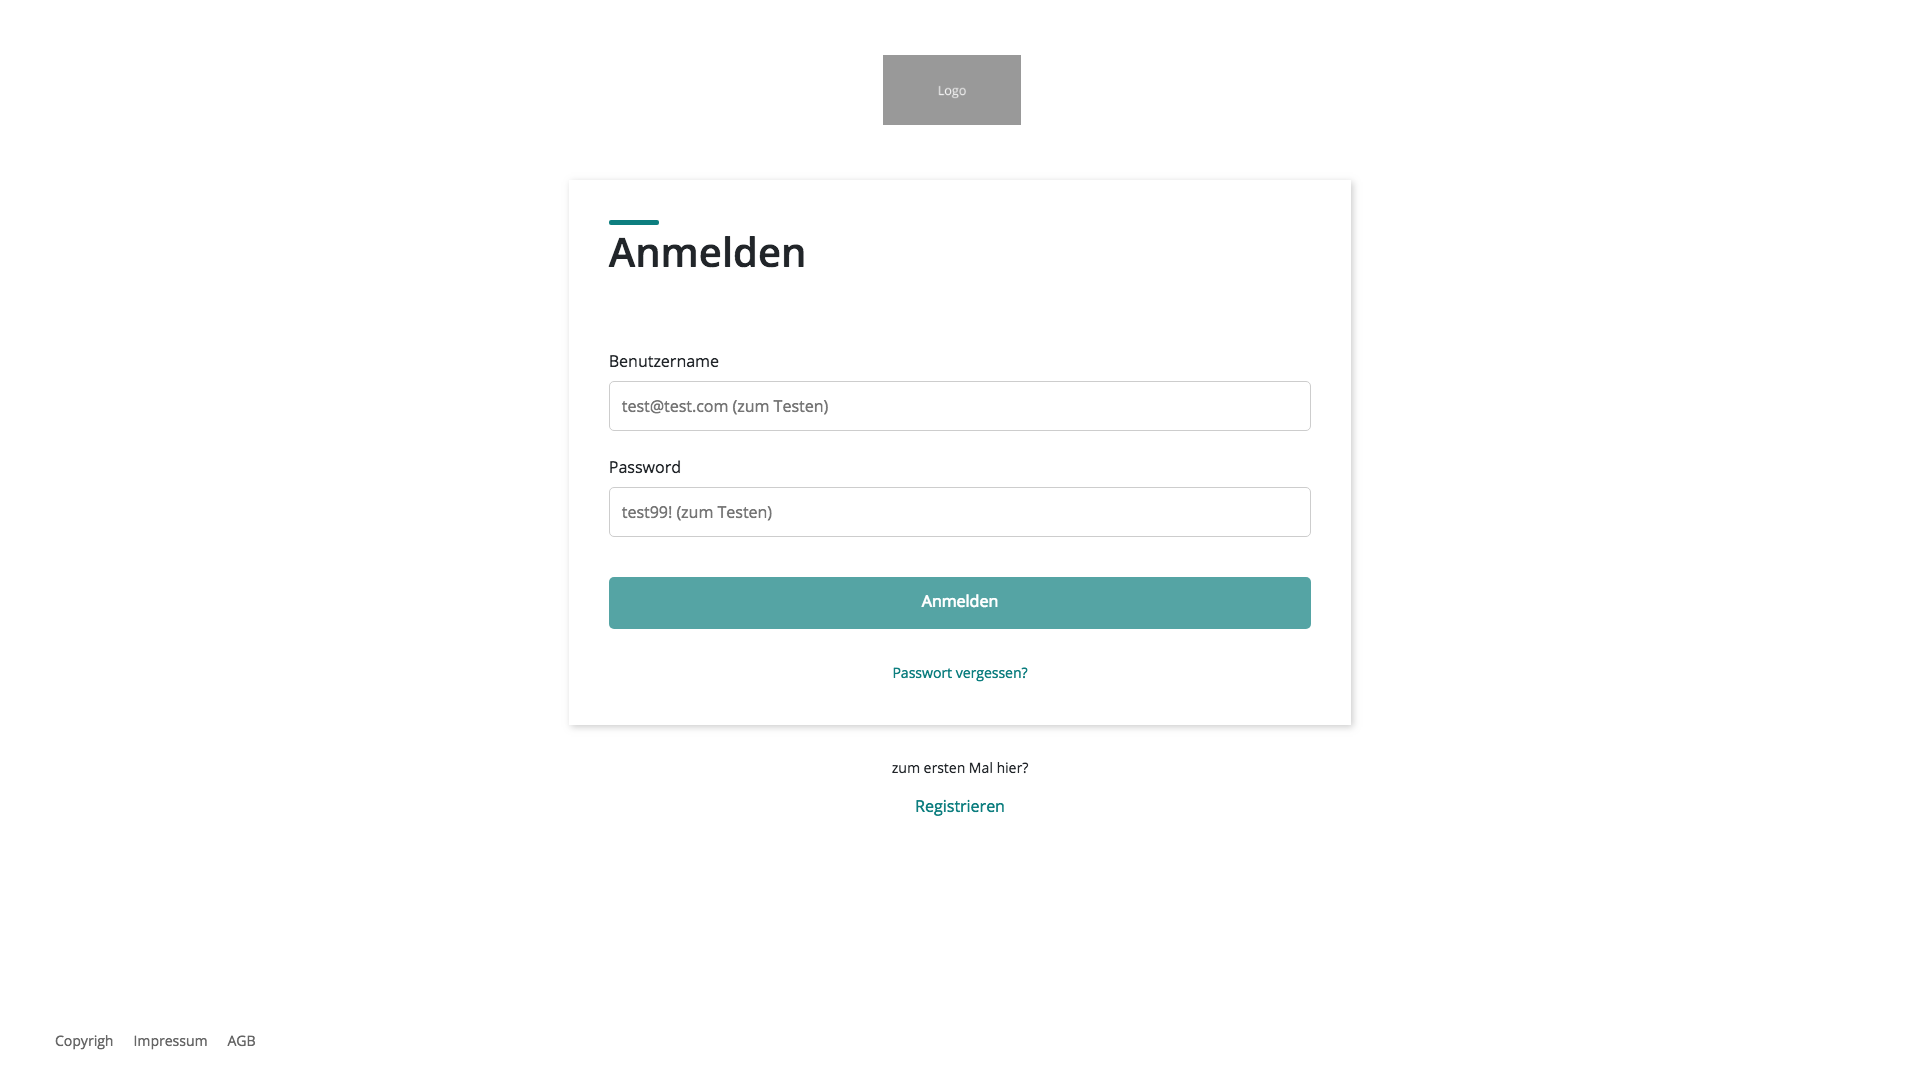 Logo
Anmelden
Benutzername
test@test.com (zum Testen)
Password
test99! (zum Testen)
Anmelden
Passwort vergessen?
zum ersten Mal hier?
Registrieren
Copyrigh Impressum AGB